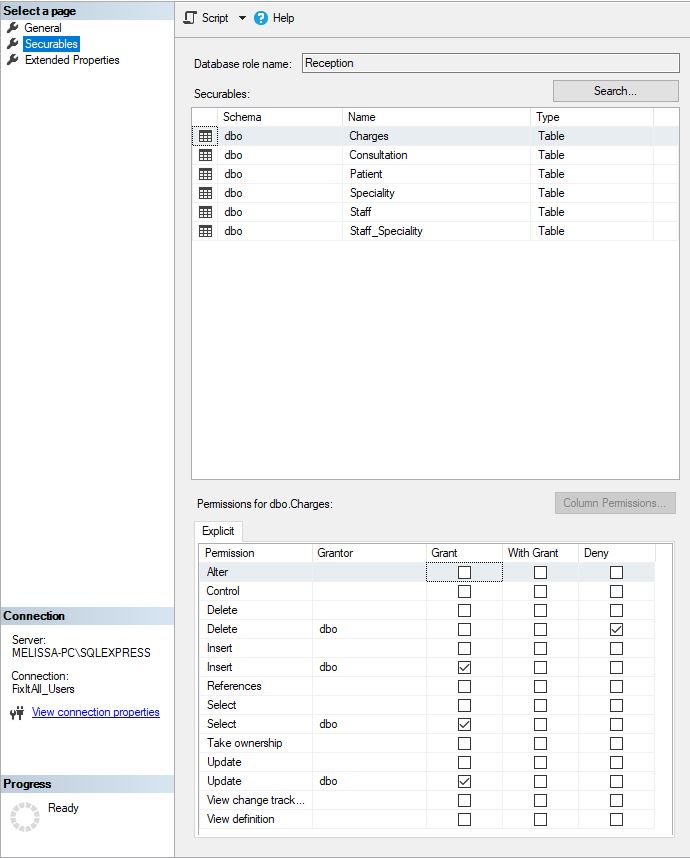 Select a page
General
Securables
Extended Properties
Script Help
Database role name: Reception
Securables: Search...
Schema Name Type
dbo Charges Table
dbo Consultation Table
dbo Patient Table
dbo Speciality Table
dbo Staff Table
dbo Staff_Speciality Table
Permissions for dbo.Charges: Column Permissions...
Explicit
Permission Grantor Grant With Grant Deny
Alter
Control
Delete
Delete dbo
Insert
Insert dbo
References
Select
Select dbo
Take ownership
Update
Update dbo
View change track...
View definition
Connection
Server:
MELISSA-PC\SQLEXPRESS
Connection:
FixItAll_Users
View connection properties
Progress
Ready